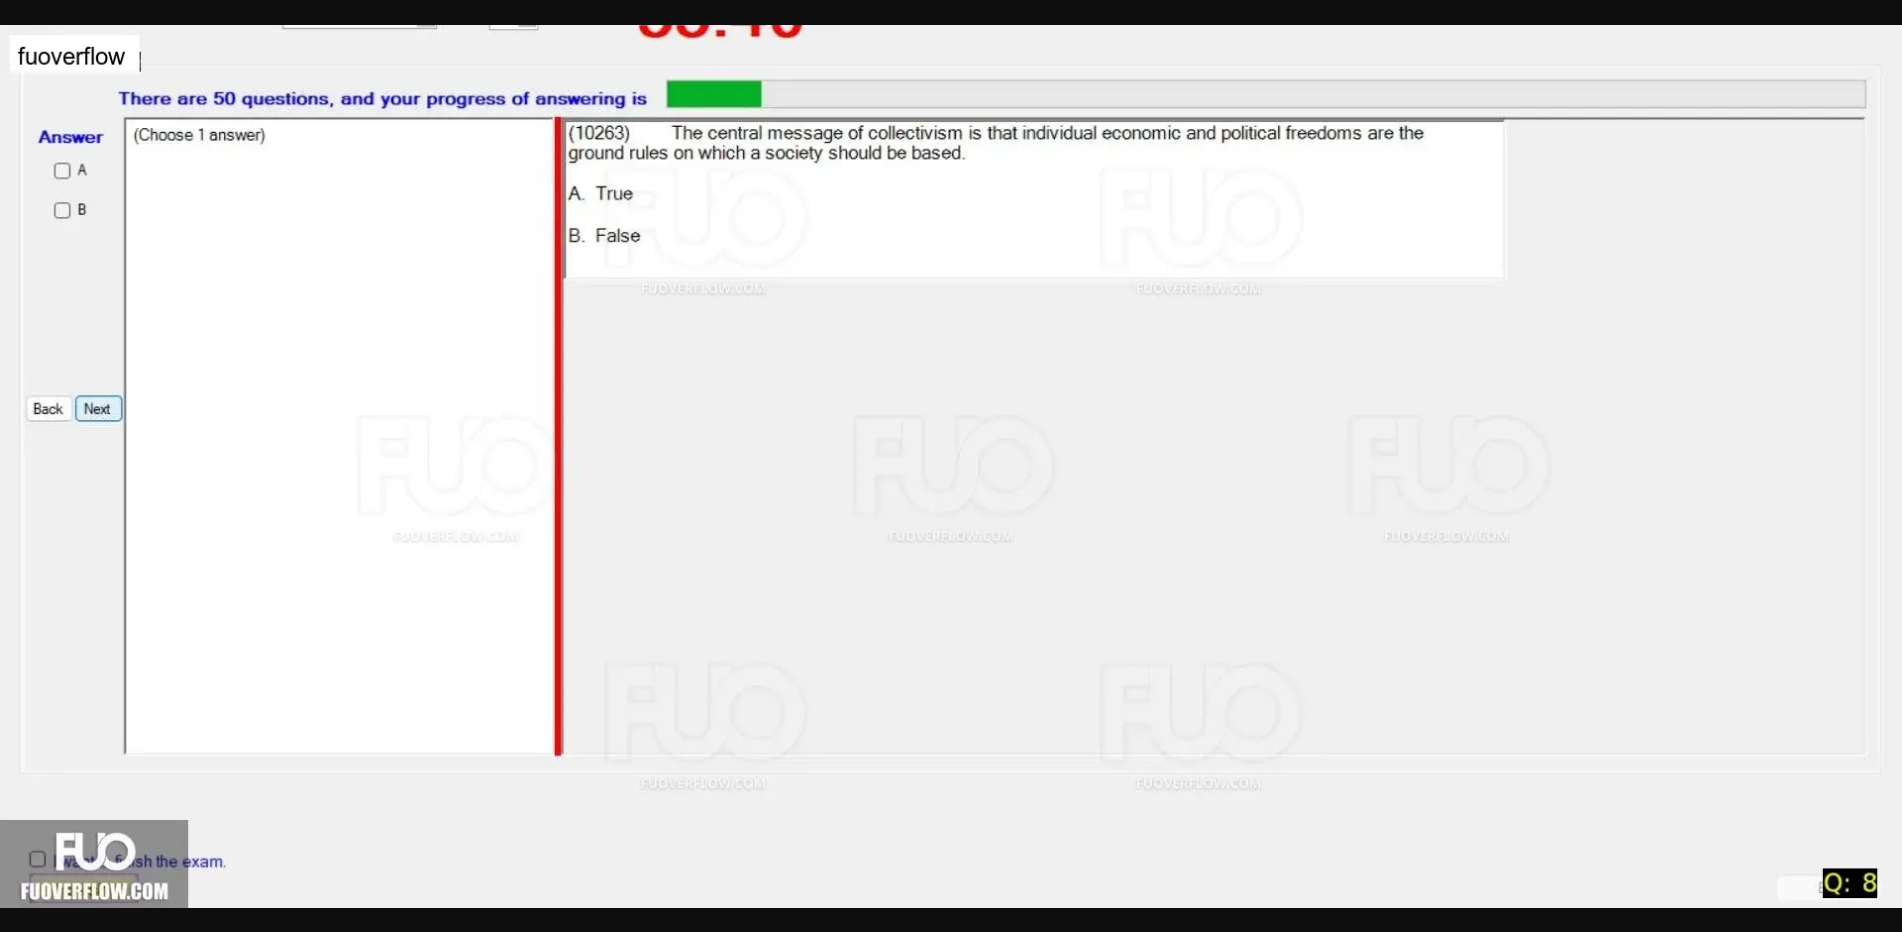 fuoverflow
There are 50 questions, and your progress of answering is
Answer
(Choose 1 answer)
A
B
(10263) The central message of collectivism is that individual economic and political freedoms are the
ground rules on which a society should be based.
A. True
B. False
Back Next
FUO FUO
FUOVERFLOW.COM FUOVERFLOW.COM
FUO FUO FUO
FUOVERFLOW.COM FUOVERFLOW.COM FUOVERFLOW.COM
FUO FUO
FUOVERFLOW.COM FUOVERFLOW.COM
FUO
the exam.
FUOVERFLOW.COM
Q: 8